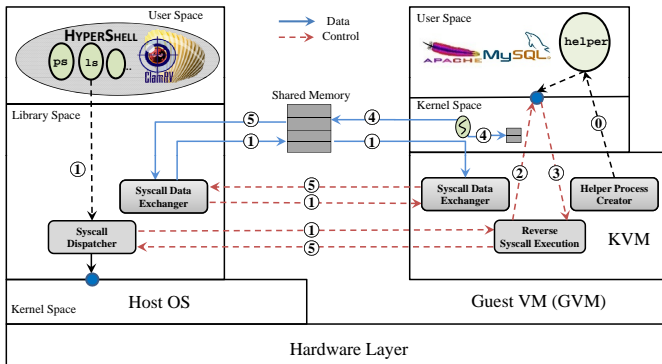 User Space
HYPERSHELL
ps
ls
...
ClamAV
Data
Control
User Space
APACHE
MySQL
helper
Library Space
Shared Memory
Kernel Space
5
4
S
4
0
1
1
1
Syscall Data
Exchanger
5
1
Syscall Data
Exchanger
2
3
Helper Process
Creator
Syscall
Dispatcher
1
5
Reverse
Syscall Execution
KVM
Kernel Space
Host OS
Guest VM (GVM)
Hardware Layer